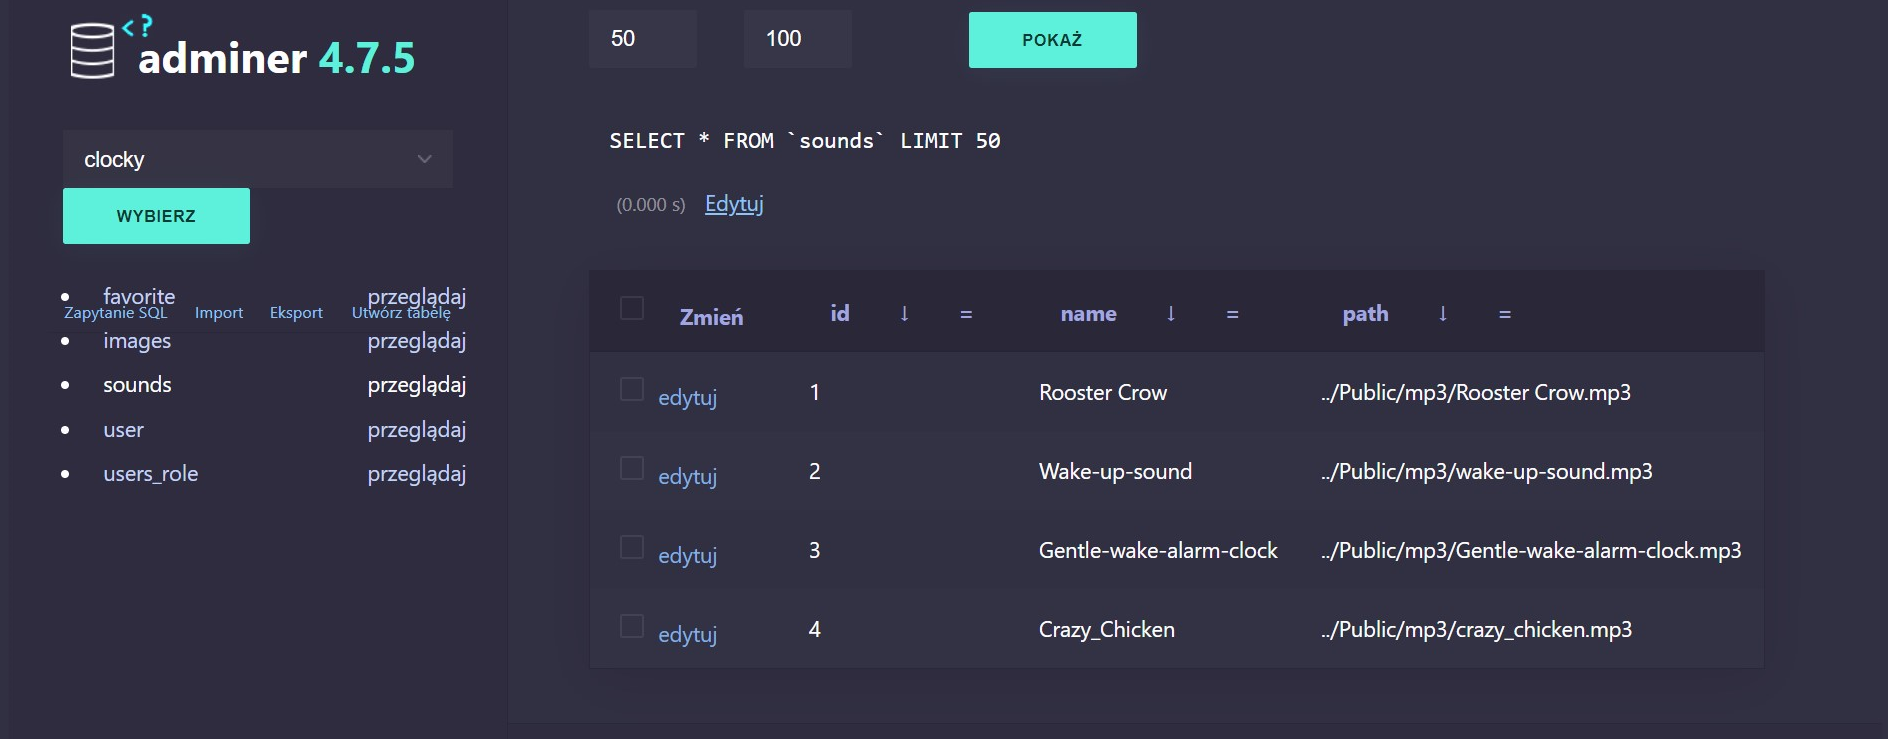 <? adminer 4.7.5
clocky
WYBIERZ
Zapytanie SQL Import Eksport Utwórz tabelę
favorite przeglądaj
images przeglądaj
sounds przeglądaj
user przeglądaj
users_role przeglądaj
50 100 POKAŻ
SELECT * FROM `sounds` LIMIT 50
(0.000 s) Edytuj
Zmień id ↓ = name ↓ = path ↓ =
edytuj 1 Rooster Crow ../Public/mp3/Rooster Crow.mp3
edytuj 2 Wake-up-sound ../Public/mp3/wake-up-sound.mp3
edytuj 3 Gentle-wake-alarm-clock ../Public/mp3/Gentle-wake-alarm-clock.mp3
edytuj 4 Crazy_Chicken ../Public/mp3/crazy_chicken.mp3